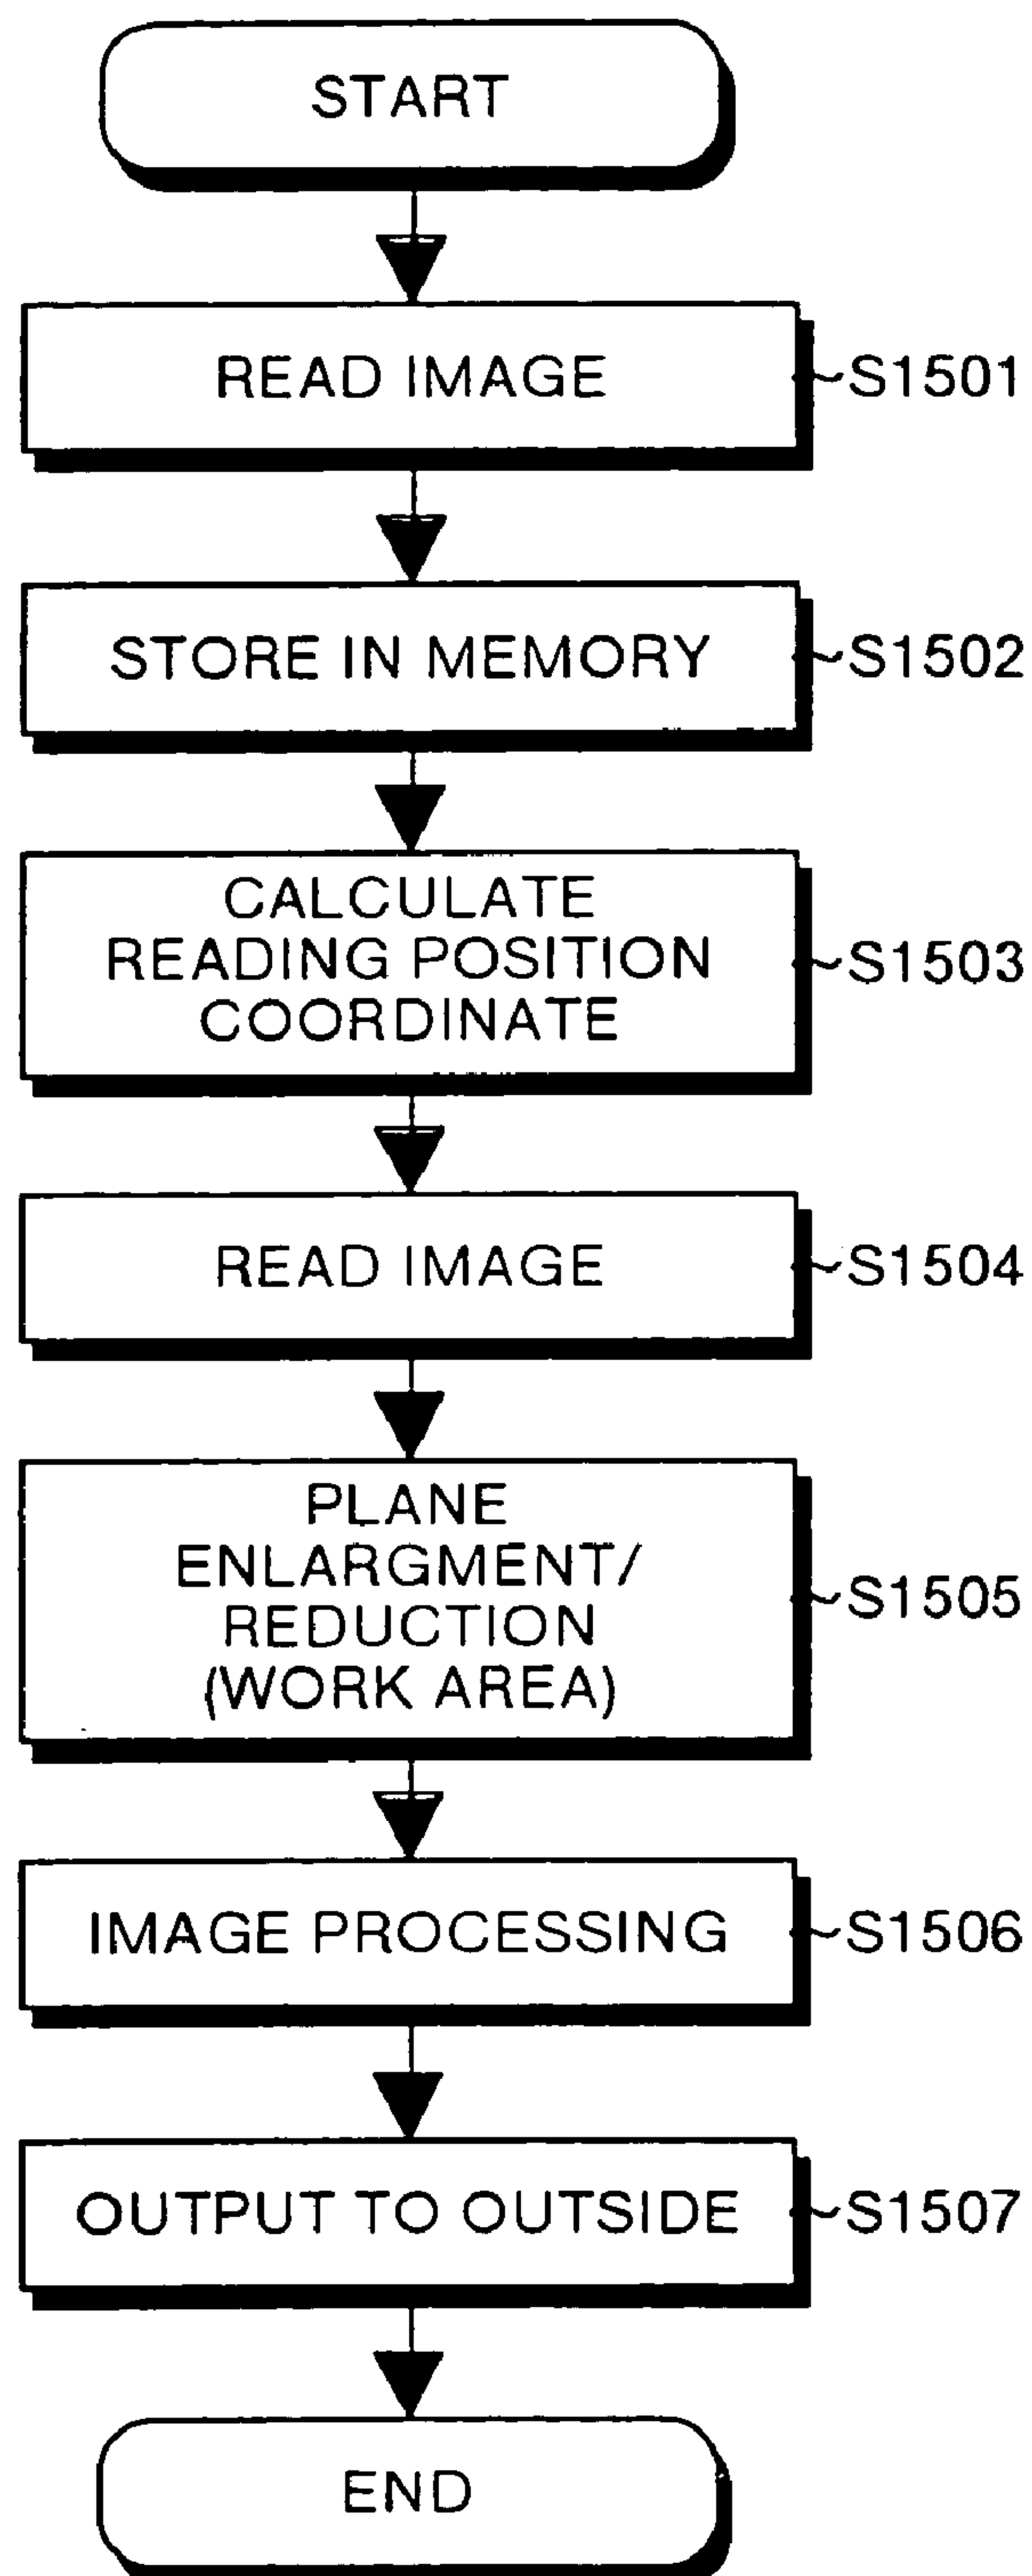 START
READ IMAGE
S1501
STORE IN MEMORY
S1502
CALCULATE
READING POSITION
COORDINATE
S1503
READ IMAGE
S1504
PLANE
ENLARGMENT/
REDUCTION
(WORK AREA)
S1505
IMAGE PROCESSING
S1506
OUTPUT TO OUTSIDE
S1507
END